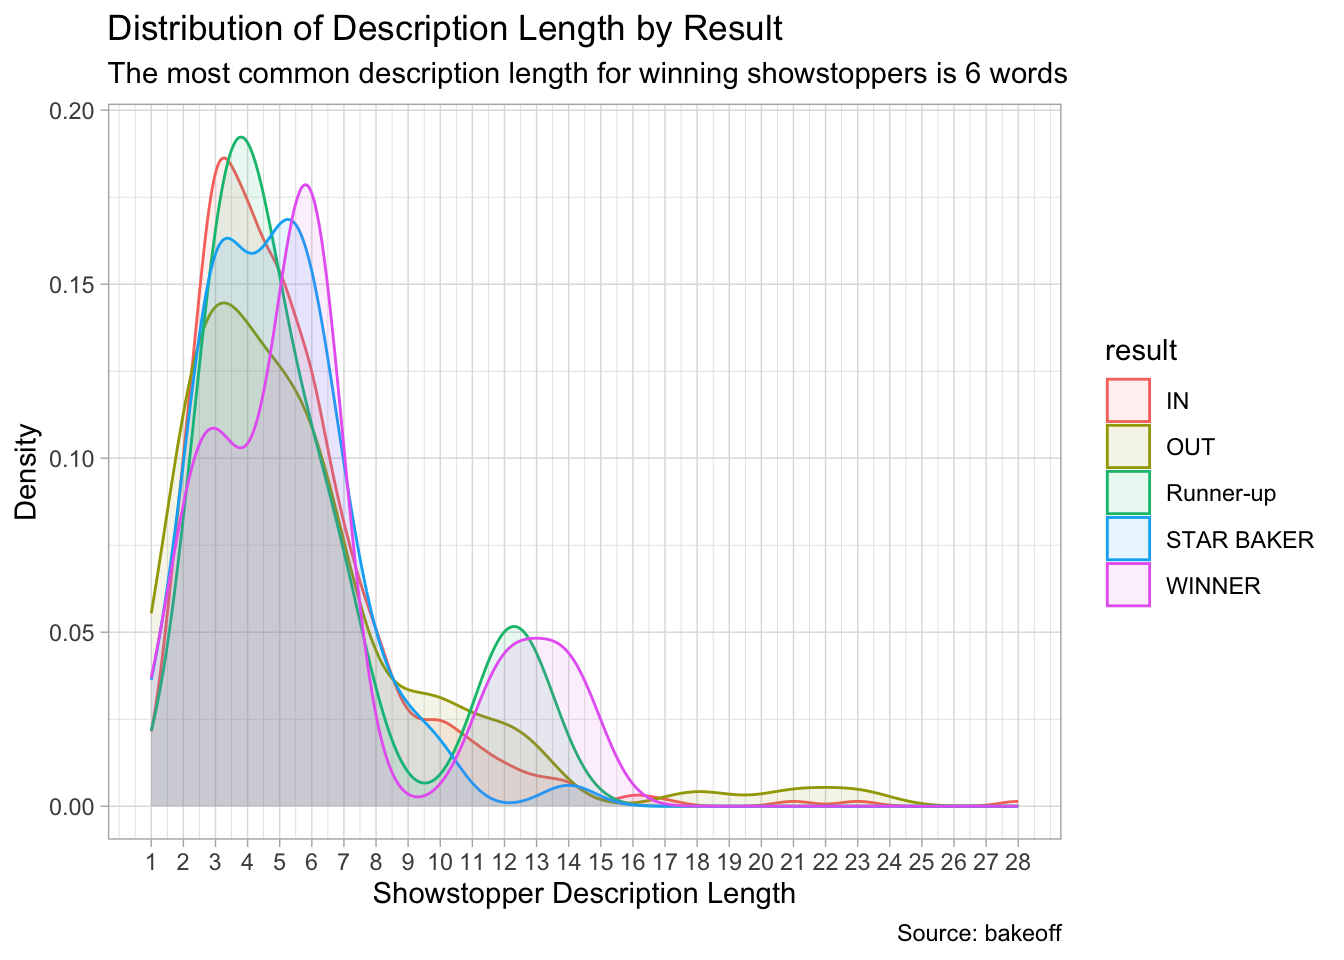 Distribution of Description Length by Result
The most common description length for winning showstoppers is 6 words
0.20
0.15
0.10
0.05
0.00
Density
1 2 3 4 5 6 7 8 9 10 11 12 13 14 15 16 17 18 19 20 21 22 23 24 25 26 27 28
Showstopper Description Length
result
IN
OUT
Runner-up
STAR BAKER
WINNER
Source: bakeoff